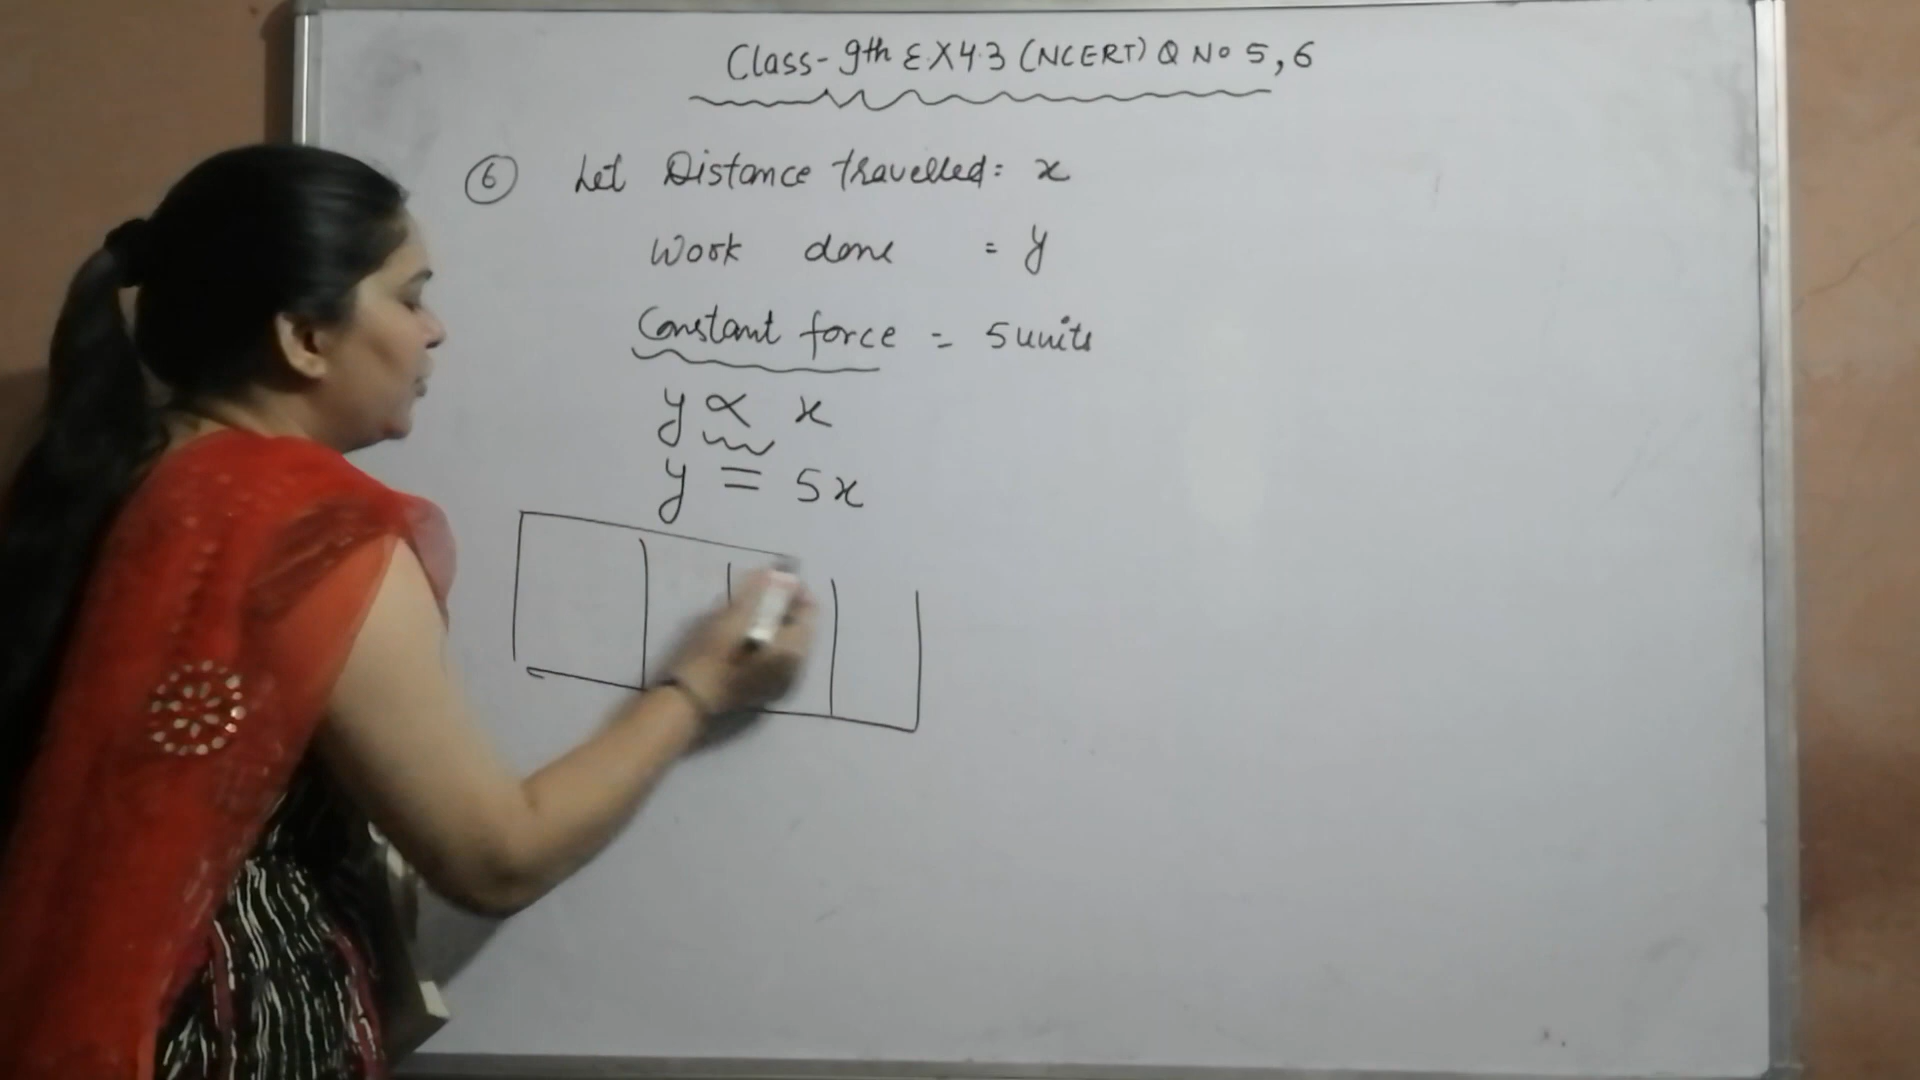 Class-9th EX4.3 (NCERT) Q No 5,6
6 Let Distance travelled = x
Work done = y
Constant force = 5 units
y ∝ x
y = 5x